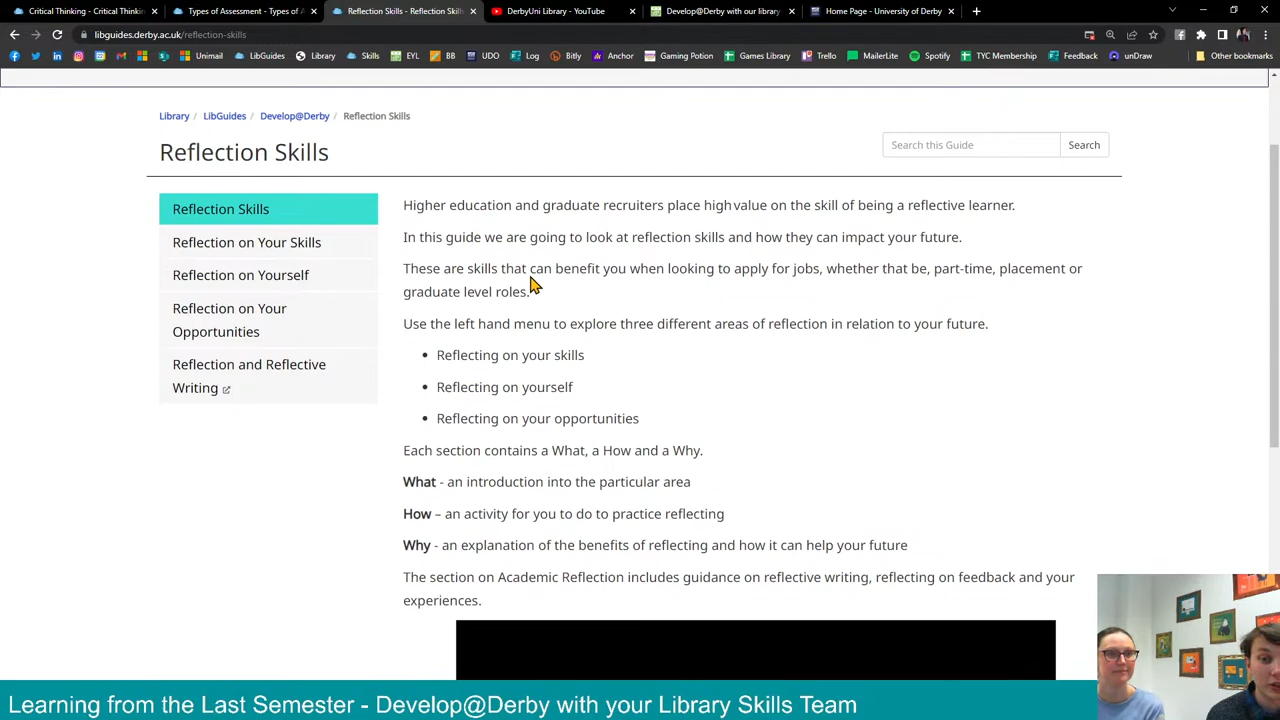 Critical Thinking - Critical Thinking
Types of Assessment - Types of A
Reflection Skills - Reflection Skills
DerbyUni Library - YouTube
Develop@Derby with our library
Home Page - University of Derby
libguides.derby.ac.uk/reflection-skills
Unimail LibGuides Library Skills EYL BB UDO Log Bitly Anchor Gaming Potion Games Library Trello MailerLite Spotify TYC Membership Feedback unDraw Other bookmarks
Library / LibGuides / Develop@Derby / Reflection Skills
Reflection Skills
Search this Guide Search
Reflection Skills
Reflection on Your Skills
Reflection on Yourself
Reflection on Your
Opportunities
Reflection and Reflective
Writing
Higher education and graduate recruiters place high value on the skill of being a reflective learner.
In this guide we are going to look at reflection skills and how they can impact your future.
These are skills that can benefit you when looking to apply for jobs, whether that be, part-time, placement or
graduate level roles.
Use the left hand menu to explore three different areas of reflection in relation to your future.
• Reflecting on your skills
• Reflecting on yourself
• Reflecting on your opportunities
Each section contains a What, a How and a Why.
What - an introduction into the particular area
How – an activity for you to do to practice reflecting
Why - an explanation of the benefits of reflecting and how it can help your future
The section on Academic Reflection includes guidance on reflective writing, reflecting on feedback and your
experiences.
Learning from the Last Semester - Develop@Derby with your Library Skills Team